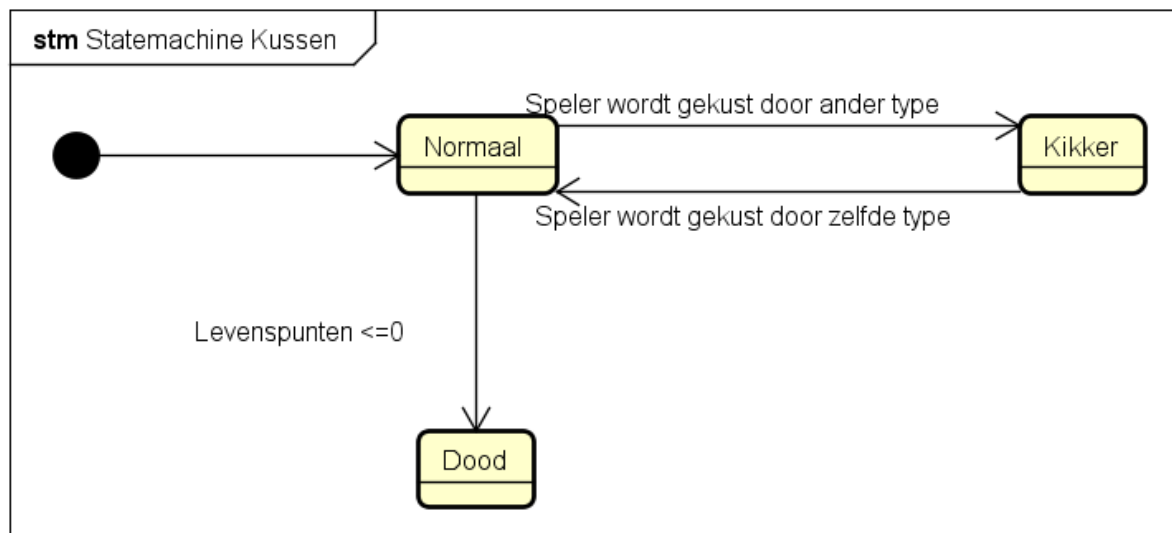 stm Statemachine Kussen
Speler wordt gekust door ander type
Normaal
Kikker
Speler wordt gekust door zelfde type
Levenspunten <=0
Dood